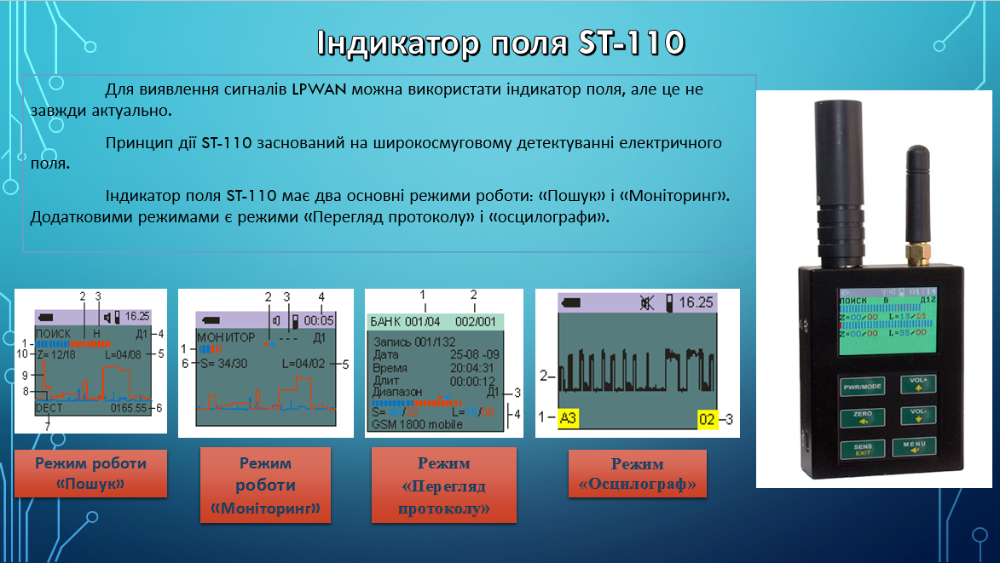 Індикатор поля ST-110
Для виявлення сигналів LPWAN можна використати індикатор поля, але це не
завжди актуально.
Принцип дії ST-110 заснований на широкосмуговому детектуванні електричного
поля.
Індикатор поля ST-110 має два основні режими роботи: «Пошук» і «Моніторинг».
Додатковими режимами є режими «Перегляд протоколу» і «осцилографи».
2 3
16.25
ПОИСК Н Д1 4
1
10 Z= 12/18 L=04/08 5
9
8
DECT 0165.55 6
7
2 3 4
00:05
МОНИТОР - - - Д1
1
6 S= 34/30 L=04/02 5
1 2
БАНК 001/04 002/001
Запись 001/132
Дата 25-08 -09
Время 20:04:31
Длит 00:00:12
Диапазон Д1 3
S= /32 L=16/36 4
GSM 1800 mobile
16.25
2
1 А3 02 3
01:14
ПОИСК В Д12
Z=00/00 L=13/01
Z=00/00 L=35/00
PWR/MODE VOL+
ZERO VOL-
SENS EXIT MENU
Режим роботи
«Пошук»
Режим
роботи
«Моніторинг»
Режим
«Перегляд
протоколу»
Режим
«Осцилограф»